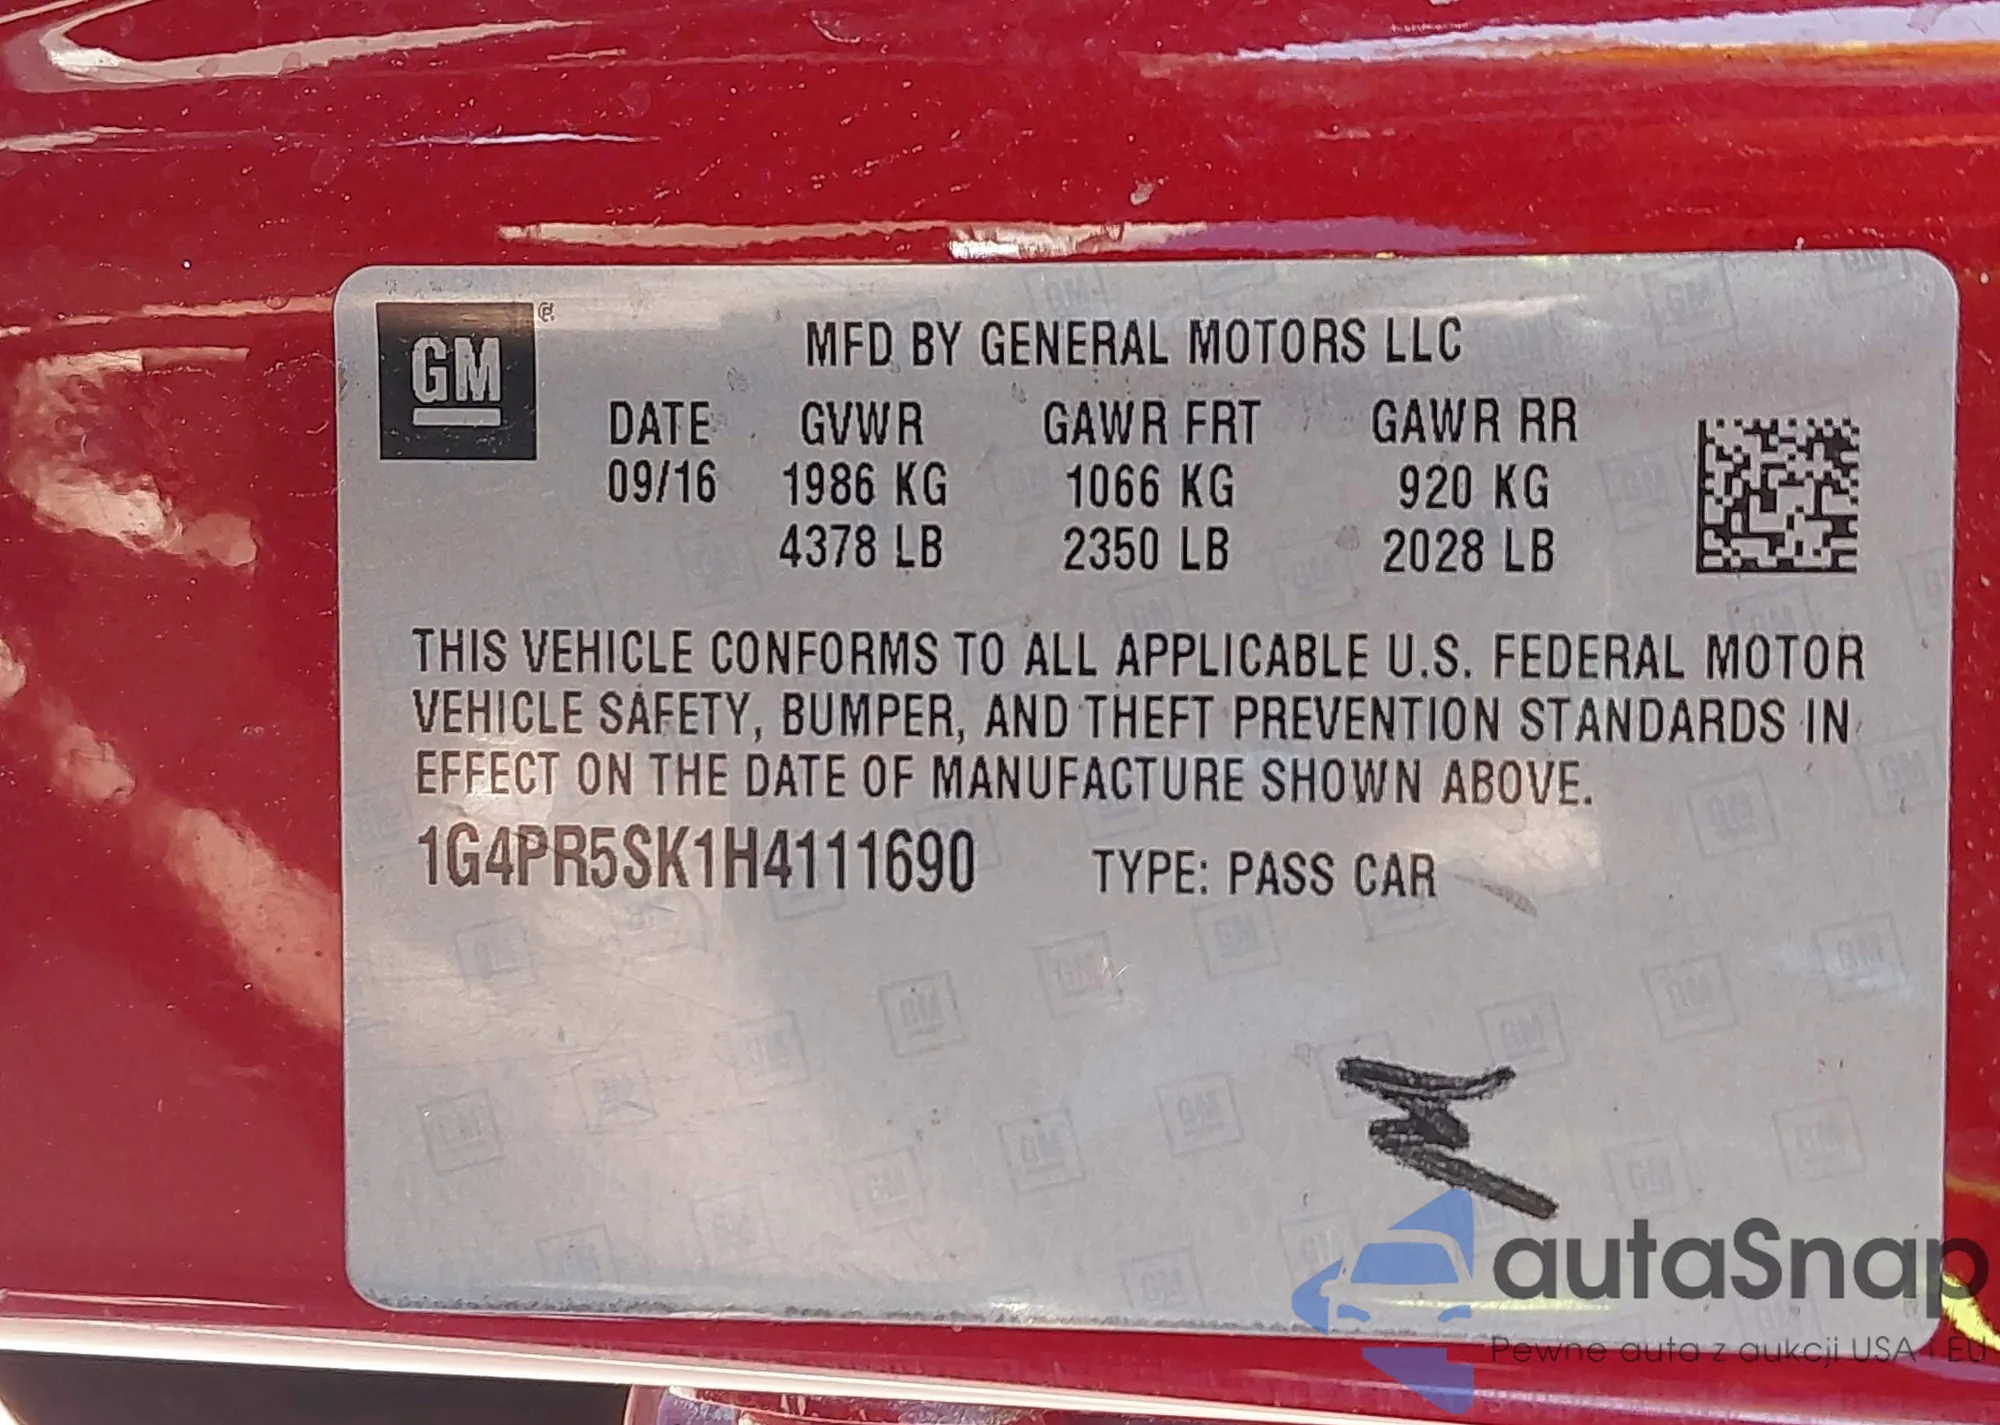 GM
MFD BY GENERAL MOTORS LLC
DATE GVWR GAWR FRT GAWR RR
09/16 1986 KG 1066 KG 920 KG
4378 LB 2350 LB 2028 LB
THIS VEHICLE CONFORMS TO ALL APPLICABLE U.S. FEDERAL MOTOR
VEHICLE SAFETY, BUMPER, AND THEFT PREVENTION STANDARDS IN
EFFECT ON THE DATE OF MANUFACTURE SHOWN ABOVE.
1G4PR5SK1H4111690 TYPE: PASS CAR
autaSnap
Pewne auta z aukcji USA i EU